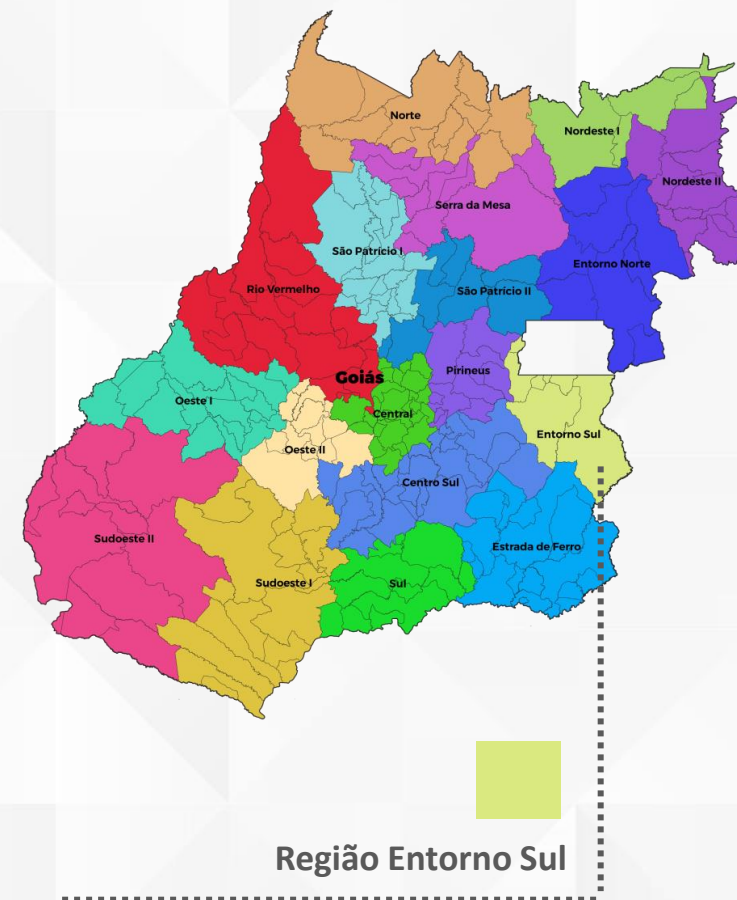 Norte
Nordeste I
Nordeste II
Serra da Mesa
São Patrício I
Entorno Norte
Rio Vermelho
São Patrício II
Pirineus
Goiás
Oeste I
Central
Entorno Sul
Oeste II
Centro Sul
Sudoeste II
Estrada de Ferro
Sudoeste I
Sul
Região Entorno Sul